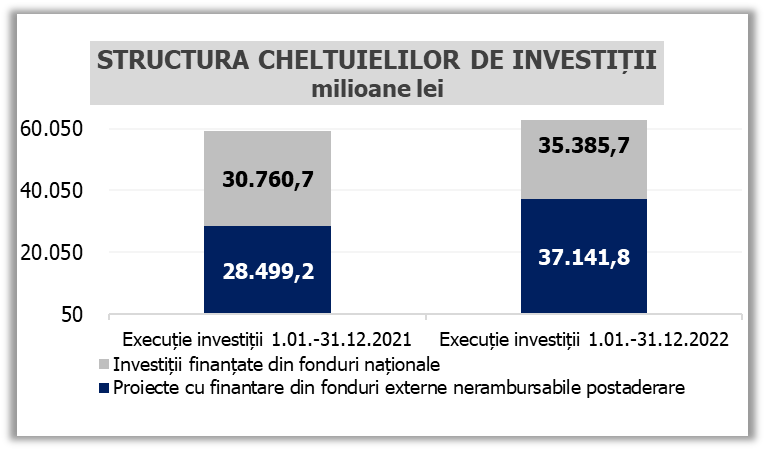 STRUCTURA CHELTUIELILOR DE INVESTIȚII
milioane lei
60.050
40.050
20.050
50
30.760,7
28.499,2
35.385,7
37.141,8
Execuție investiții 1.01.-31.12.2021
Execuție investiții 1.01.-31.12.2022
Investiții finanțate din fonduri naționale
Proiecte cu finantare din fonduri externe nerambursabile postaderare